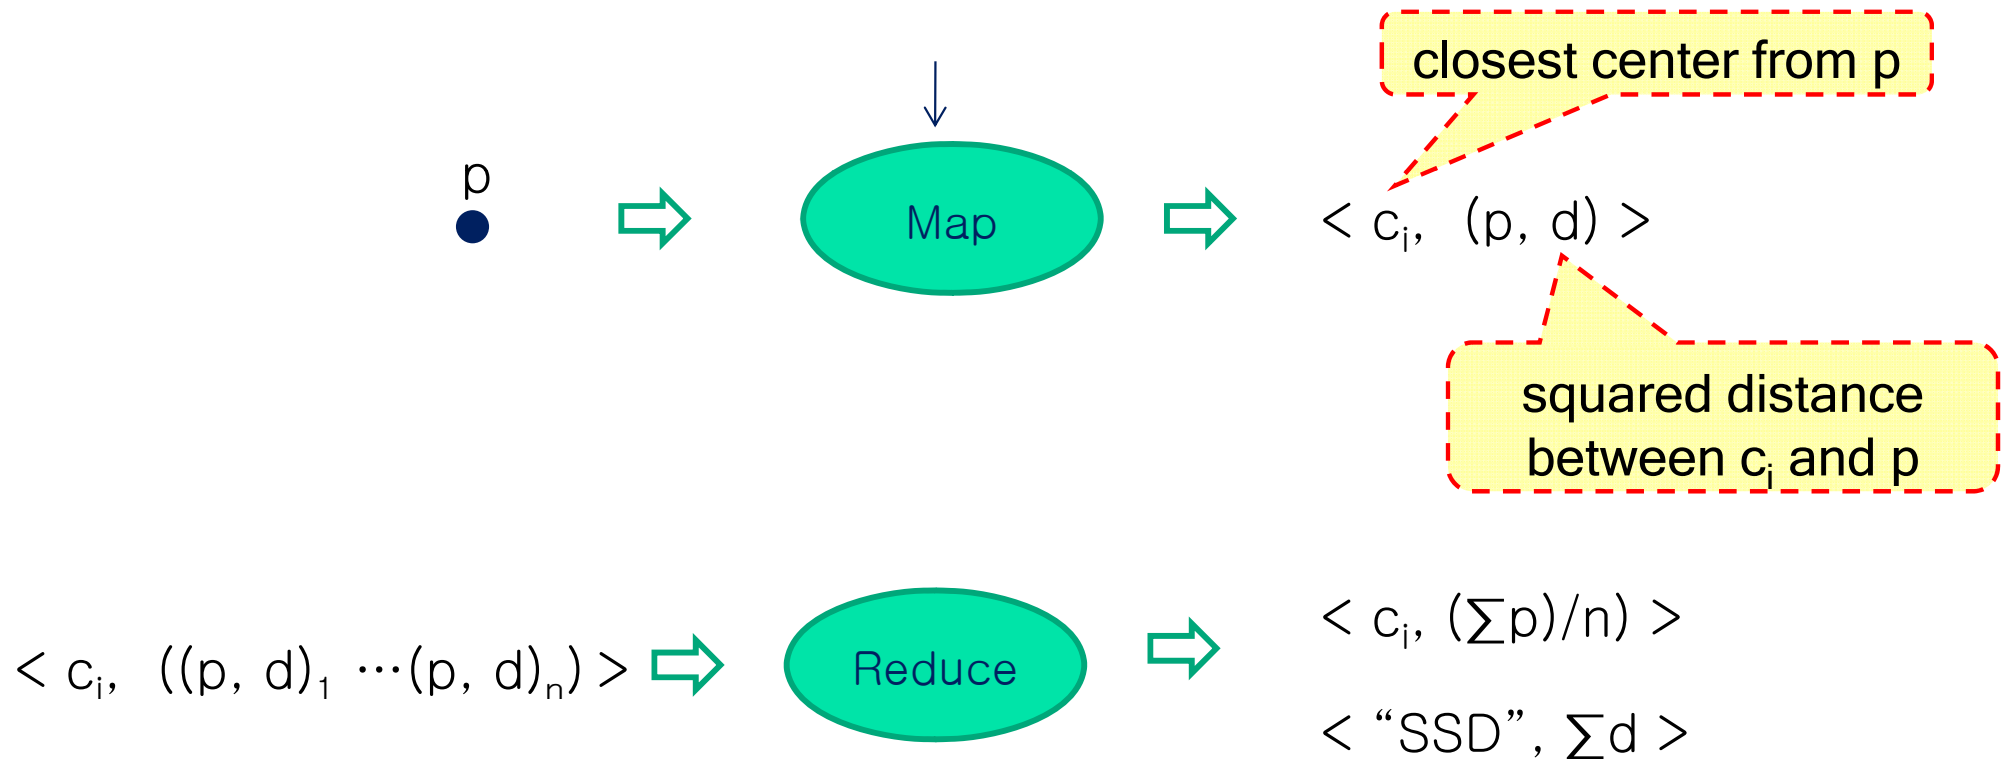 closest center from p
p
Map
< cᵢ, (p, d) >
squared distance
between cᵢ and p
< cᵢ, ((p, d)₁ ⋯(p, d)ₙ) >
Reduce
< cᵢ, (∑p)/n) >
< “SSD”, ∑d >